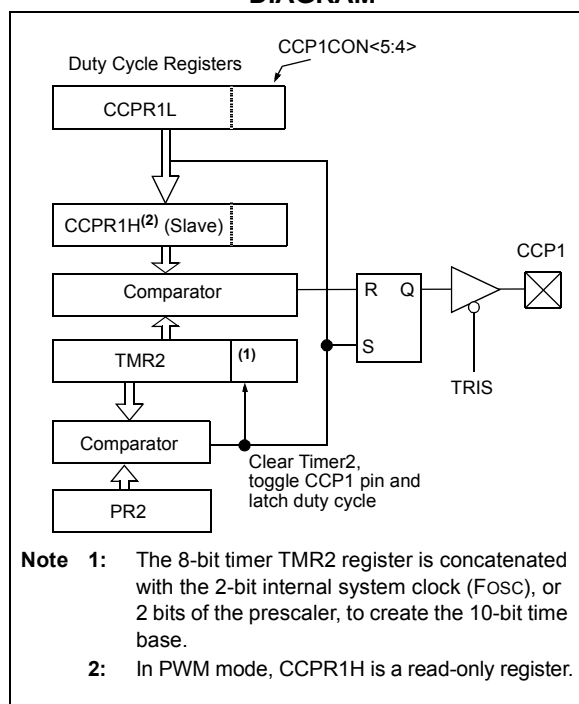 DIAGRAM
CCP1CON<5:4>
Duty Cycle Registers
CCPR1L
CCPR1H(2) (Slave)
CCP1
Comparator
R Q
TMR2
(1)
S
TRIS
Comparator
Clear Timer2,
toggle CCP1 pin and
latch duty cycle
PR2
Note 1: The 8-bit timer TMR2 register is concatenated
with the 2-bit internal system clock (FOSC), or
2 bits of the prescaler, to create the 10-bit time
base.
2: In PWM mode, CCPR1H is a read-only register.